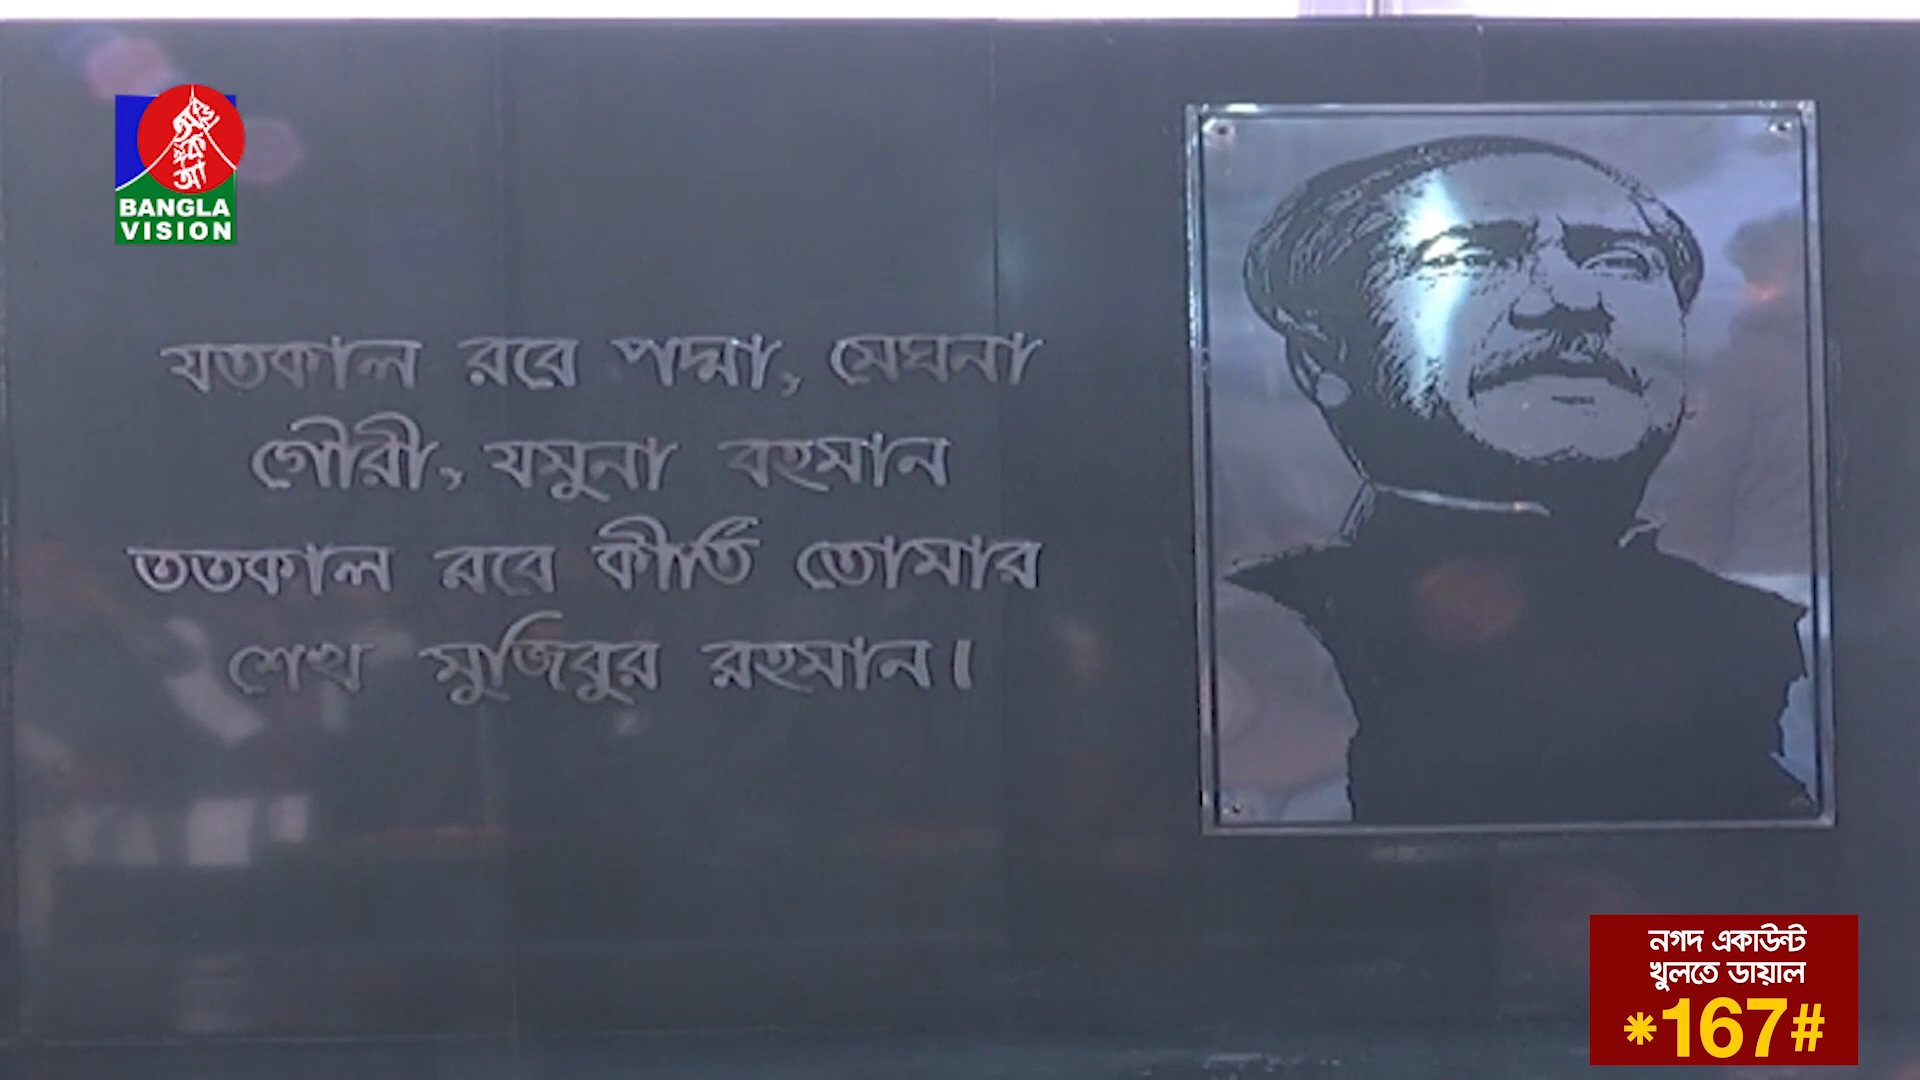 BANGLA
VISION
যতকাল রবে পদ্মা, মেঘনা
গৌরী, যমুনা বহমান
ততকাল রবে কীর্তি তোমার
শেখ মুজিবুর রহমান।
নগদ একাউন্ট
খুলতে ডায়াল
*167#